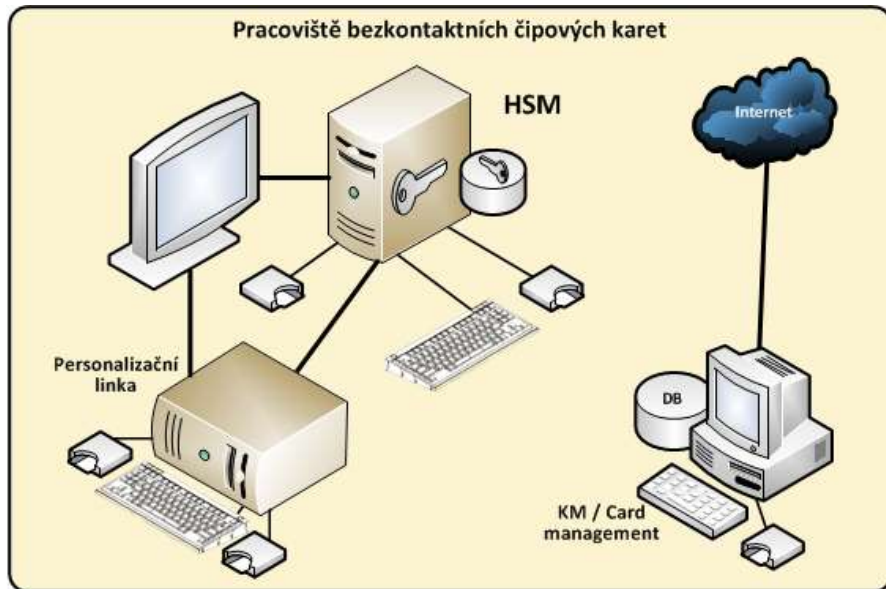 Pracoviště bezkontaktních čipových karet
HSM
Internet
Personalizační
linka
DB
KM / Card
management